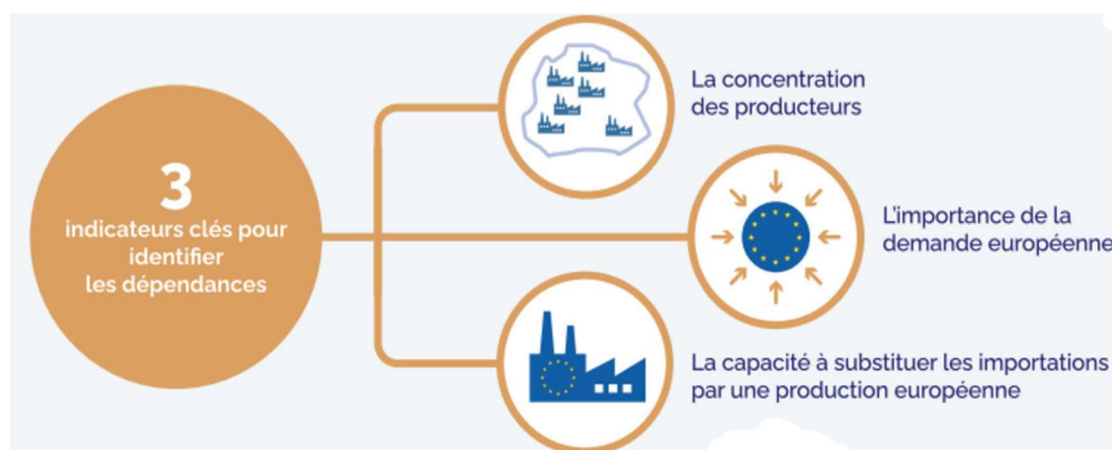 3
indicateurs clés pour
identifier
les dépendances
La concentration
des producteurs
L'importance de la
demande européenne
La capacité à substituer les importations
par une production européenne